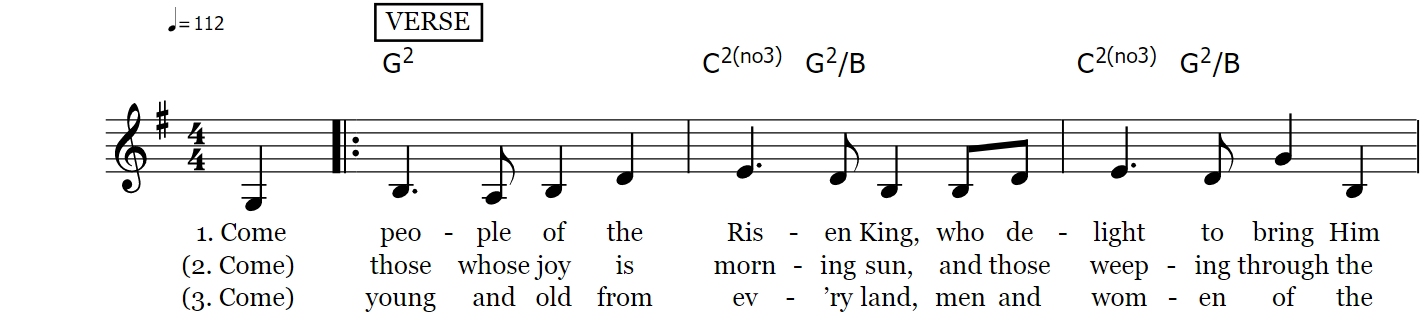 = 112
VERSE
G2 C2(no3) G2/B C2(no3) G2/B
4
4
1. Come peo - ple of the Ris - en King, who de - light to bring Him
(2. Come) those whose joy is morn - ing sun, and those weep - ing through the
(3. Come) young and old from ev - ’ry land, men and wom - en of the